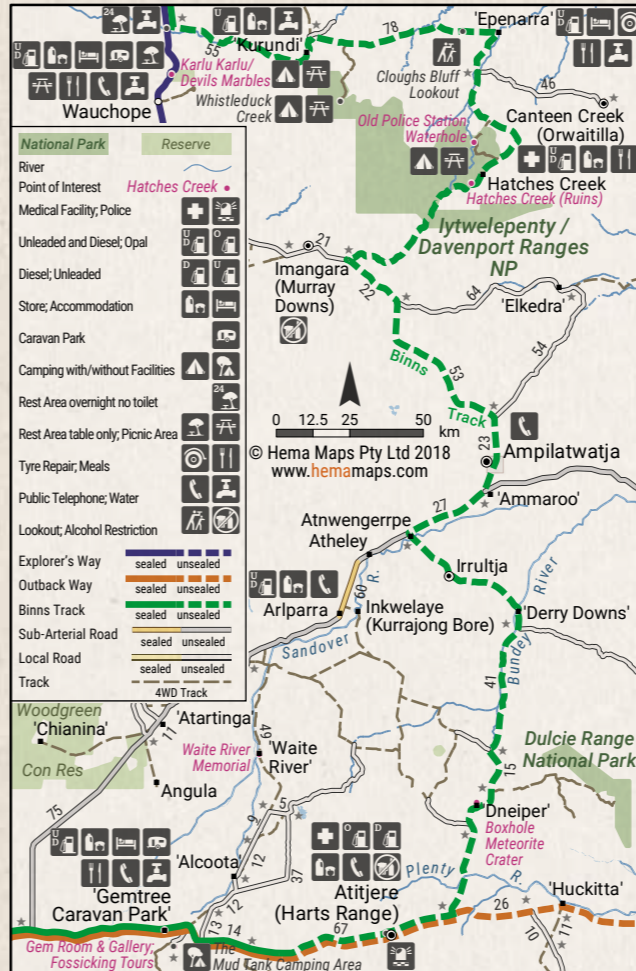 24
U D
U
U D
D
'Kurundi'
78
'Epenarra'
55
Karlu Karlu/
Devils Marbles
Cloughs Bluff
Lookout
46
Wauchope
Whistleduck
Creek
Canteen Creek
(Orwaitilla)
Old Police Station
Waterhole
U D
Hatches Creek
Hatches Creek (Ruins)
Iytwelepenty /
Davenport Ranges
NP
National Park
Reserve
River
Point of Interest
Hatches Creek
Medical Facility; Police
Unleaded and Diesel; Opal
U D
O
Diesel; Unleaded
D
U
Store; Accommodation
Caravan Park
Camping with/without Facilities
Rest Area overnight no toilet
24
Rest Area table only; Picnic Area
Tyre Repair; Meals
Public Telephone; Water
Lookout; Alcohol Restriction
Explorer's Way
sealed unsealed
Outback Way
sealed unsealed
Binns Track
sealed unsealed
Sub-Arterial Road
sealed unsealed
Local Road
sealed unsealed
Track
4WD Track
21
Imangara
(Murray
Downs)
22
64
'Elkedra'
54
Binns
53
Track
0 12.5 25 50
km
© Hema Maps Pty Ltd 2018
www.hemamaps.com
23
Ampilatwatja
'Ammaroo'
27
Atnwengerrpe
Atheley
Irrultja
River
U D
R.
60
Arlparra
Inkwelaye
(Kurrajong Bore)
'Derry Downs'
Sandover
Bundey
41
Woodgreen
'Chianina'
Con Res
11
'Atartinga'
49
Waite River
Memorial
'Waite
River'
Angula
Dulcie Range
National Park
15
Dneiper'
Boxhole
Meteorite
Crater
75
5
9
12
37
'Alcoota'
U D
O
D
Plenty
R.
'Gemtree
Caravan Park'
12
13
14
Atitjere
(Harts Range)
67
26
'Huckitta'
11
10
Gem Room & Gallery;
Fossicking Tours
The
Mud Tank Camping Area